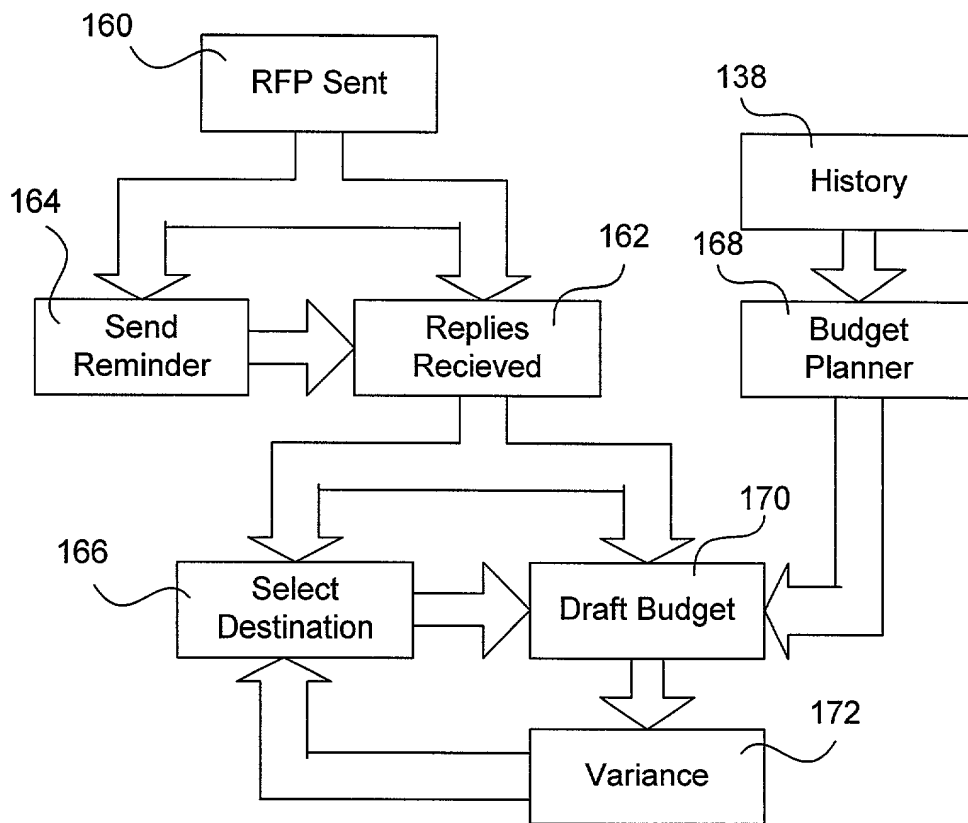 160
RFP Sent
138
History
164
Send
Reminder
162
Replies
Recieved
168
Budget
Planner
166
Select
Destination
170
Draft Budget
172
Variance